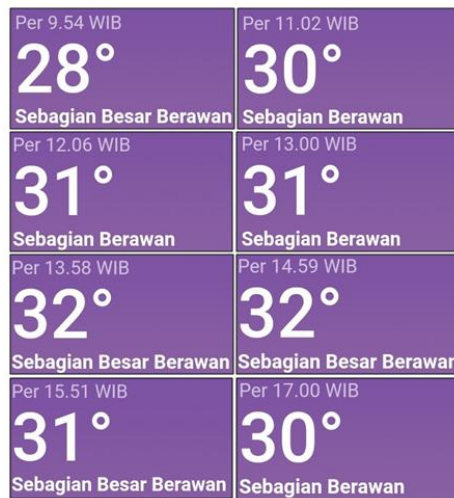 Per 9.54 WIB
28°
Sebagian Besar Berawan
Per 11.02 WIB
30°
Sebagian Berawan
Per 12.06 WIB
31°
Sebagian Berawan
Per 13.00 WIB
31°
Sebagian Berawan
Per 13.58 WIB
32°
Sebagian Besar Berawan
Per 14.59 WIB
32°
Sebagian Besar Berawan
Per 15.51 WIB
31°
Sebagian Besar Berawan
Per 17.00 WIB
30°
Sebagian Berawan